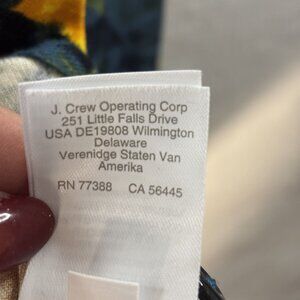 J. Crew Operating Corp
251 Little Falls Drive
USA DE19808 Wilmington
Delaware
Verenidge Staten Van
Amerika
RN 77388 CA 56445